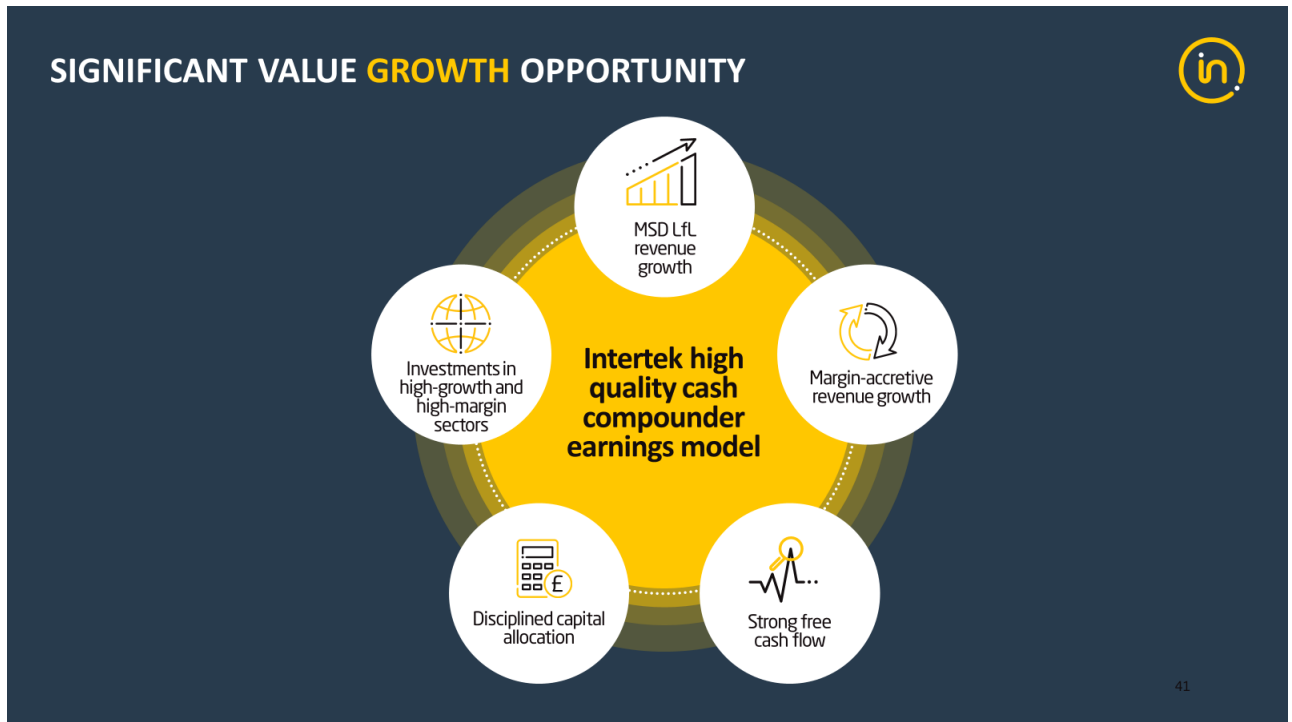 SIGNIFICANT VALUE GROWTH OPPORTUNITY
in
MSD LfL
revenue
growth
Investments in
high-growth and
high-margin
sectors
Intertek high
quality cash
compounder
earnings model
Margin-accretive
revenue growth
£
Disciplined capital
allocation
Strong free
cash flow
41